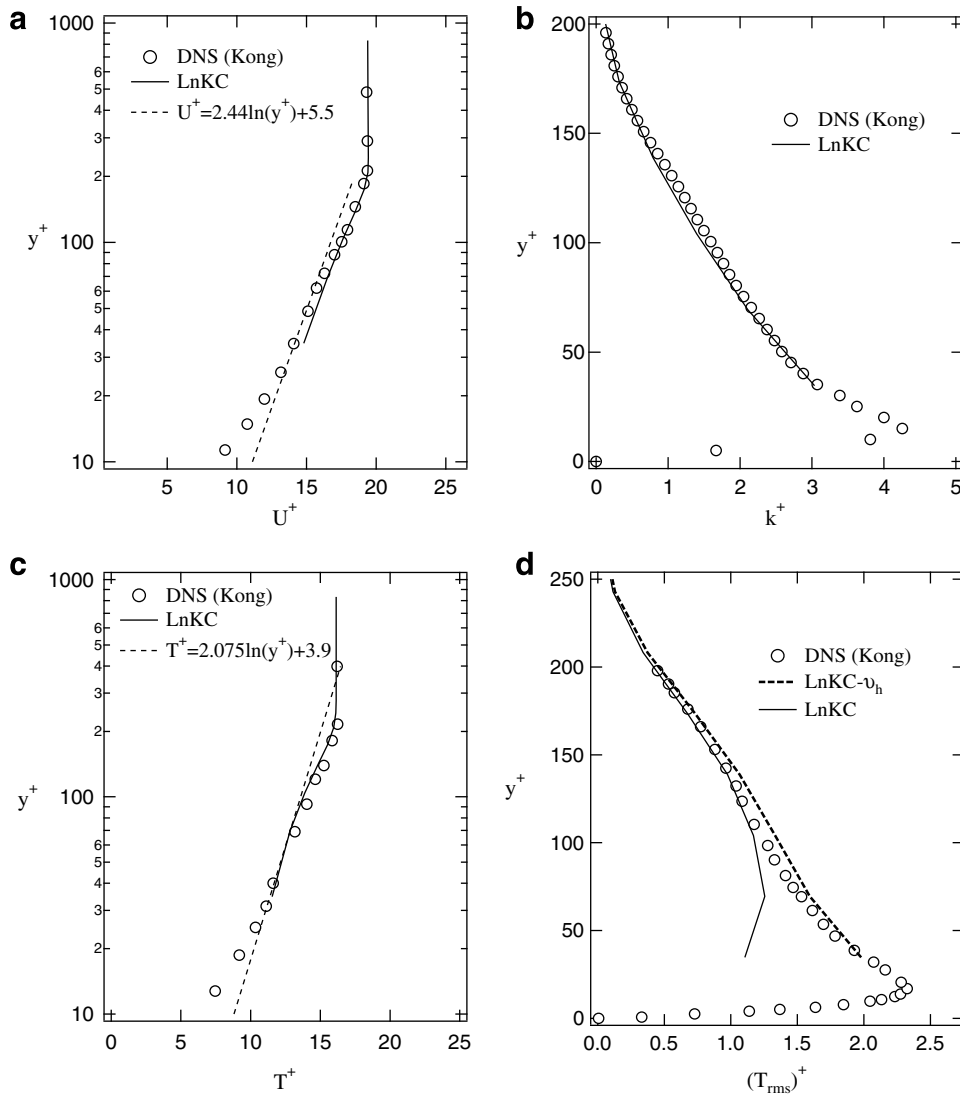 a
1000
6
5
4
3
2
100
6
5
4
3
2
10
y+
5
10
15
20
25
U+
DNS (Kong)
LnKC
U+=2.44ln(y+)+5.5
b
200
150
100
50
0
y+
0
1
2
3
4
5
k+
DNS (Kong)
LnKC
c
1000
6
4
3
2
100
6
5
4
3
2
10
y+
0
5
10
15
20
25
T+
DNS (Kong)
LnKC
T+=2.075ln(y+)+3.9
d
250
200
150
100
50
0
y+
0.0
0.5
1.0
1.5
2.0
2.5
(Trms)+
DNS (Kong)
LnKC-υh
LnKC